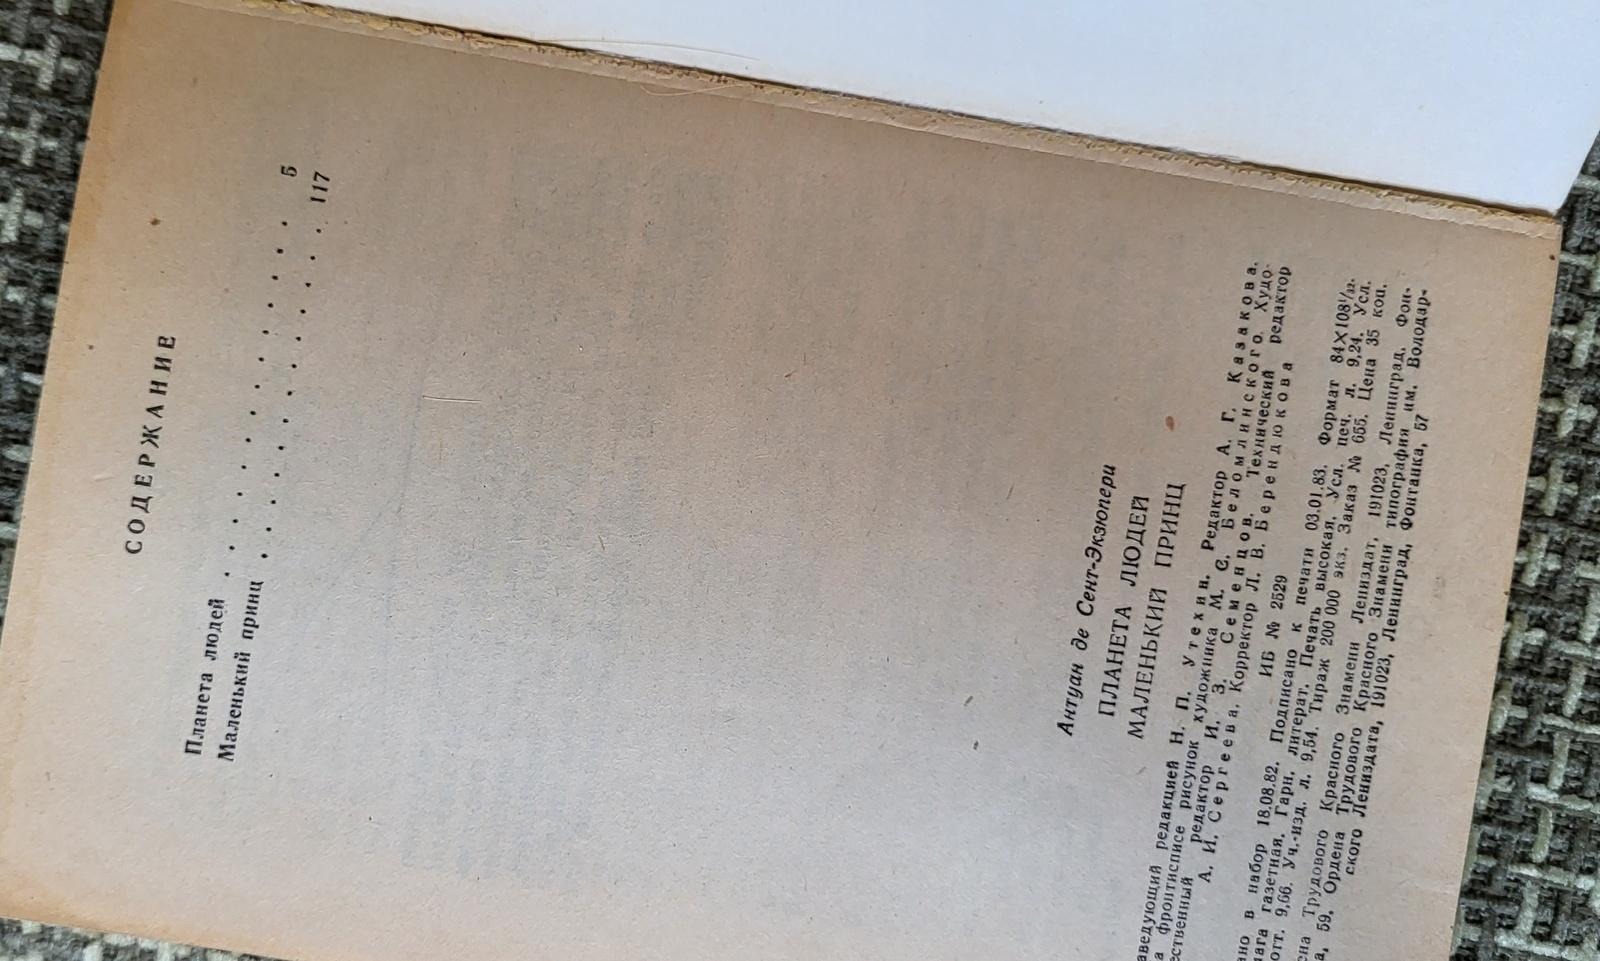 СОДЕРЖАНИЕ
Планета людей . . . . . . . . . . . . . . 5
Маленький принц . . . . . . . . . . . . . 117
Антуан де Сент-Экзюпери
ПЛАНЕТА ЛЮДЕЙ
МАЛЕНЬКИЙ ПРИНЦ
аведующий редакцией Н. П. Утехин. Редактор А. Г. Казакова.
а фронтисписе рисунок художника М. С. Беломлинского. Худо-
ественный редактор И. З. Семенцов. Технический редактор
А. И. Сергеева. Корректор Л. В. Берендюкова
ИБ № 2529
ано в набор 18.08.82. Подписано к печати 03.01.83. Формат 84×108¹/₃₂.
мага газетная. Гарн. литерат. Печать высокая. Усл. печ. л. 9,24. Усл.
отт. 9,66. Уч.-изд. л. 9,54. Тираж 200 000 экз. Заказ № 655. Цена 35 коп.
ена Трудового Красного Знамени Лениздат, 191023, Ленинград, Фон-
а, 59. Ордена Трудового Красного Знамени типография им. Володар-
ского Лениздата, 191023, Ленинград, Фонтанка, 57